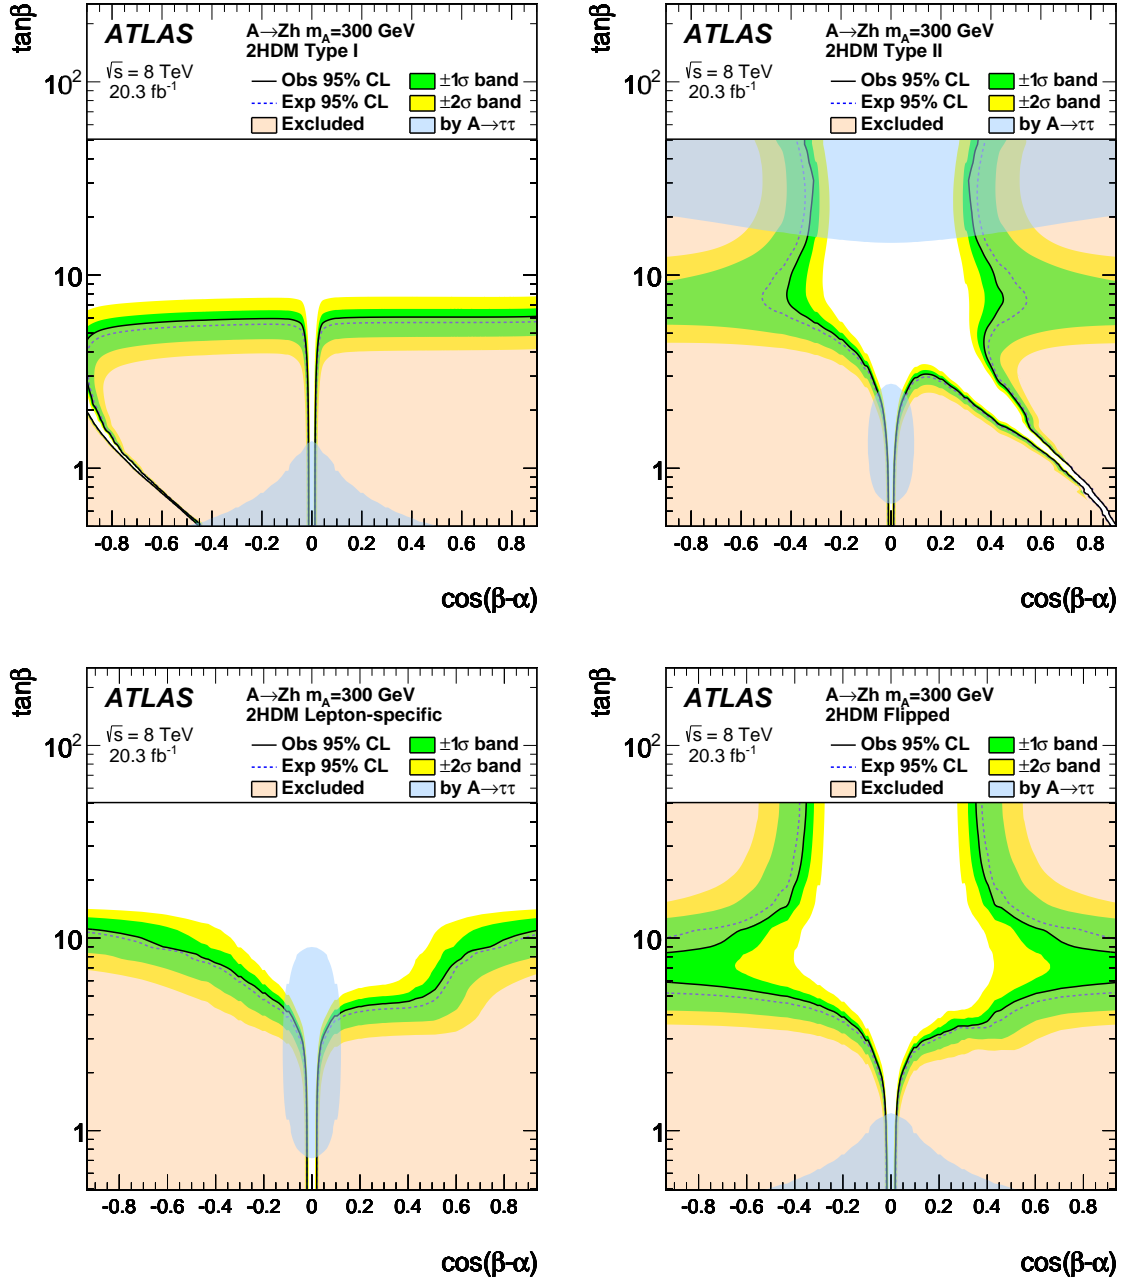 tanβ
ATLAS
A→Zh m_A=300 GeV
2HDM Type I
√s = 8 TeV
20.3 fb⁻¹
Obs 95% CL
±1σ band
Exp 95% CL
±2σ band
Excluded
by A→ττ
10²
10
1
-0.8 -0.6 -0.4 -0.2 0 0.2 0.4 0.6 0.8
cos(β-α)
tanβ
ATLAS
A→Zh m_A=300 GeV
2HDM Type II
√s = 8 TeV
20.3 fb⁻¹
Obs 95% CL
±1σ band
Exp 95% CL
±2σ band
Excluded
by A→ττ
10²
10
1
-0.8 -0.6 -0.4 -0.2 0 0.2 0.4 0.6 0.8
cos(β-α)
tanβ
ATLAS
A→Zh m_A=300 GeV
2HDM Lepton-specific
√s = 8 TeV
20.3 fb⁻¹
Obs 95% CL
±1σ band
Exp 95% CL
±2σ band
Excluded
by A→ττ
10²
10
1
-0.8 -0.6 -0.4 -0.2 0 0.2 0.4 0.6 0.8
cos(β-α)
tanβ
ATLAS
A→Zh m_A=300 GeV
2HDM Flipped
√s = 8 TeV
20.3 fb⁻¹
Obs 95% CL
±1σ band
Exp 95% CL
±2σ band
Excluded
by A→ττ
10²
10
1
-0.8 -0.6 -0.4 -0.2 0 0.2 0.4 0.6 0.8
cos(β-α)